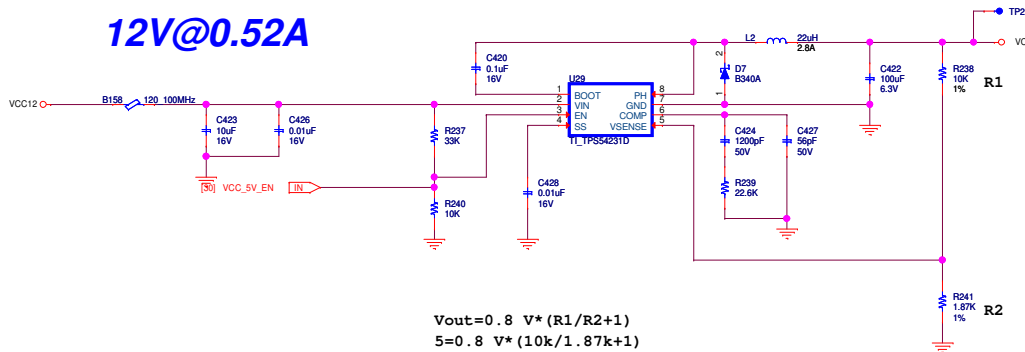 12V@0.52A
TP2
L2
22uH
2.8A
VC
C420
0.1uF
16V
2
D7
B340A
1
C422
100uF
6.3V
R238
10K
1%
R1
U29
VCC12
B158
120 100MHz
1
2
3
4
BOOT
VIN
EN
SS
PH
GND
COMP
VSENSE
8
7
6
5
TI_TPS54231D
C423
10uF
16V
C426
0.01uF
16V
R237
33K
C424
1200pF
50V
C427
56pF
50V
[30] VCC_5V_EN
IN
R240
10K
C428
0.01uF
16V
R239
22.6K
R241
1.87K
1%
R2
Vout=0.8 V*(R1/R2+1)
5=0.8 V*(10k/1.87k+1)